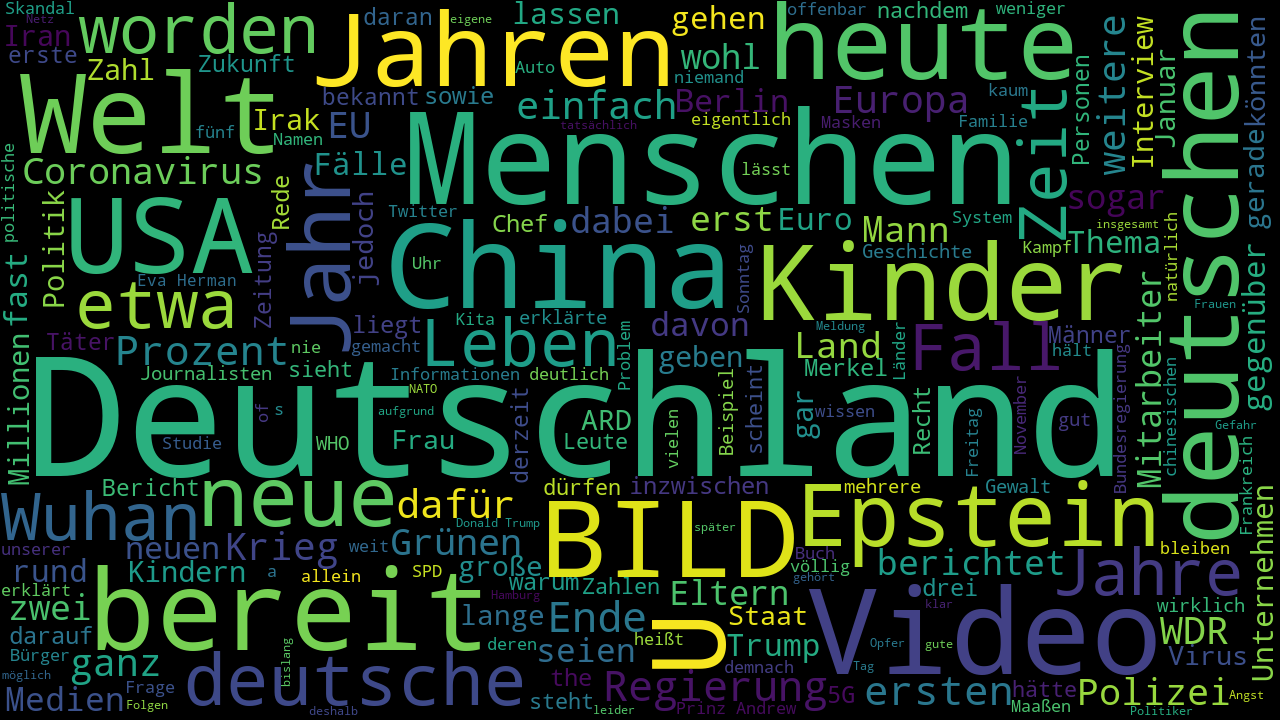 Skandal
Netz
Iran
erste
worden
daran
eigene
lassen
gehen
offenbar
nachdem
weniger
Zahl
Zukunft
Jahren
Auto
wohl
niemand
heute
kaum
weitere
Interview
Januar
könnten
gerade
Welt
fünf
Irak
Namen
bekannt
sowie
EU
einfach
tatsächlich
Berlin
eigentlich
Europa
Masken
Familie
Personen
Zeit
deutschen
politische
Coronavirus
Fälle
Menschen
lässt
sogar
Politik
USA
Rede
Jahr
jedoch
Twitter
Chef
dabei
erst
Euro
Mann
System
insgesamt
Thema
Kampf
natürlich
fast
Eva Herman
Zeitung
Uhr
China
Sonntag
Geschichte
Kinder
gegenüber
etwa
liegt
Kita
erklärte
davon
Meldung
Männer
Frauen
Täter
Prozent
nie
gemacht
Leben
Problem
geben
Land
Länder
Fall
hält
Mitarbeiter
Millionen
Journalisten
sieht
Informationen
deutlich
NATO
Merkel
Bundesregierung
chinesischen
Deutschland
of
s
aufgrund
ARD
Beispiel
scheint
gar
wissen
Recht
November
gut
Gefahr
Studie
WHO
Frau
derzeit
Leute
vielen
Freitag
Frankreich
Wuhan
Bericht
neue
dafür
dürfen
inzwischen
mehrere
Gewalt
Unternehmen
Donald Trump
BILD
später
Epstein
unserer
neuen
Krieg
weit
Grünen
Buch
völlig
berichtet
bleiben
rund
Kindern
a
allein
SPD
große
warum
Zahlen
gehört
drei
Jahre
erklärt
zwei
bereit
Hamburg
lange
Ende
Eltern
Staat
Video
klar
wirklich
darauf
Bürger
ganz
bislang
deren
seien
heißt
U
Trump
Opfer
gute
WDR
Virus
möglich
deutsche
the
demnach
Tag
Medien
Frage
Folgen
deshalb
steht
leider
Regierung
Prinz Andrew
5G
ersten
hätte
Maaßen
Polizei
Politiker
Angst